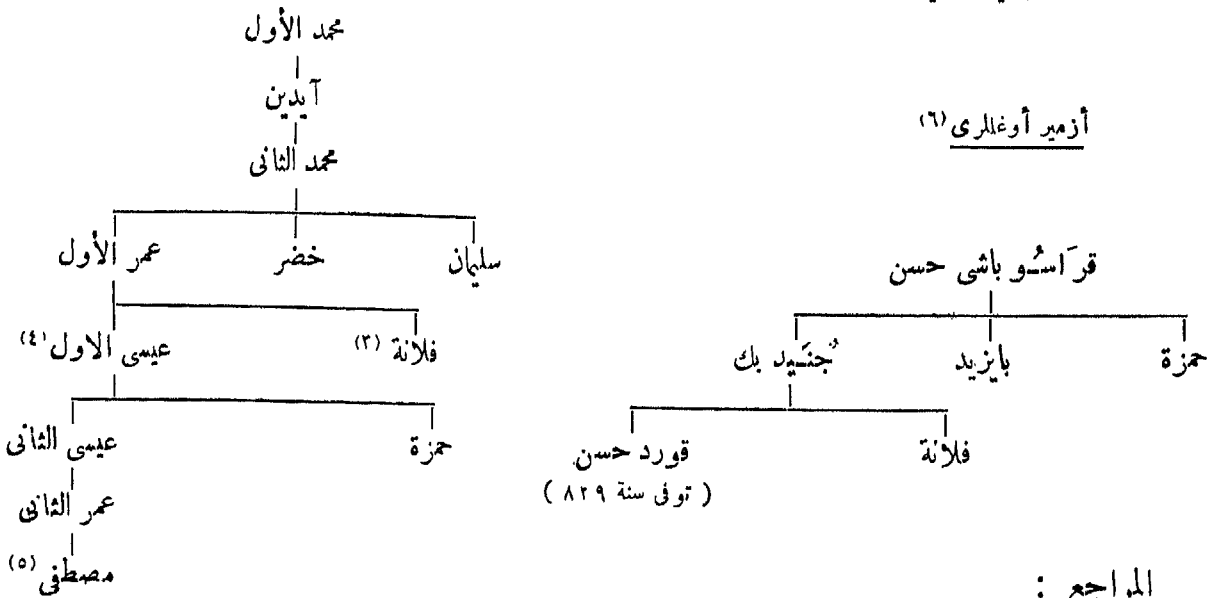 أزمير أوغللرى (٦)
قراسُو باشى حسن
حمزة
بايزيد
جنَيد بك
فلانة
قورد حسن
( توفى سنة ٨٢٩ )
محمد الأول
آيدين
محمد الثانى
سليمان
خضر
عمر الأول
فلانة (٣)
عيسى الاول (٤)
حمزة
عيسى الثانى
عمر الثانى
مصطفى (٥)
المراجع :